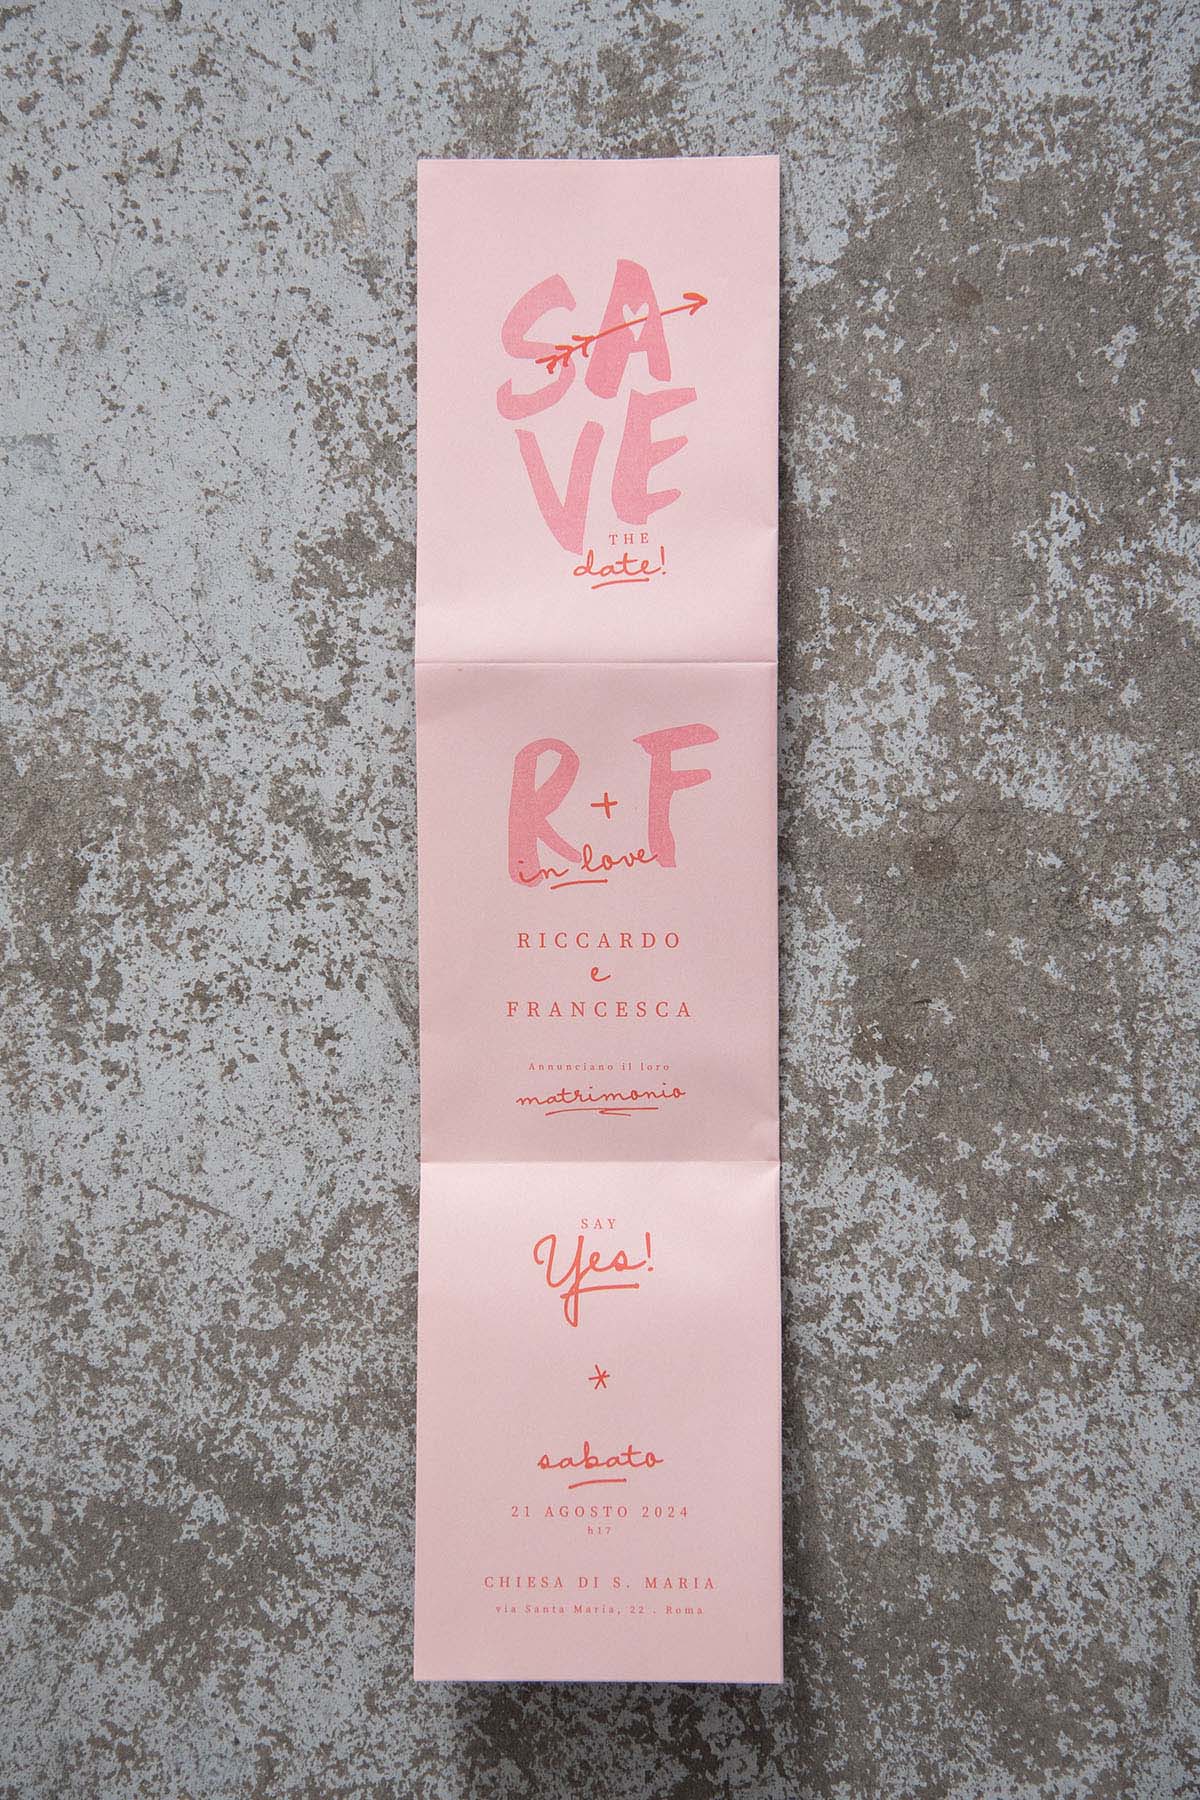 SA
VE
THE
date!
R + F
in love
RICCARDO
e
FRANCESCA
Annunciano il loro
matrimonio
SAY
Yes!
*
sabato
21 AGOSTO 2024
h17
CHIESA DI S. MARIA
via Santa Maria, 22 . Roma